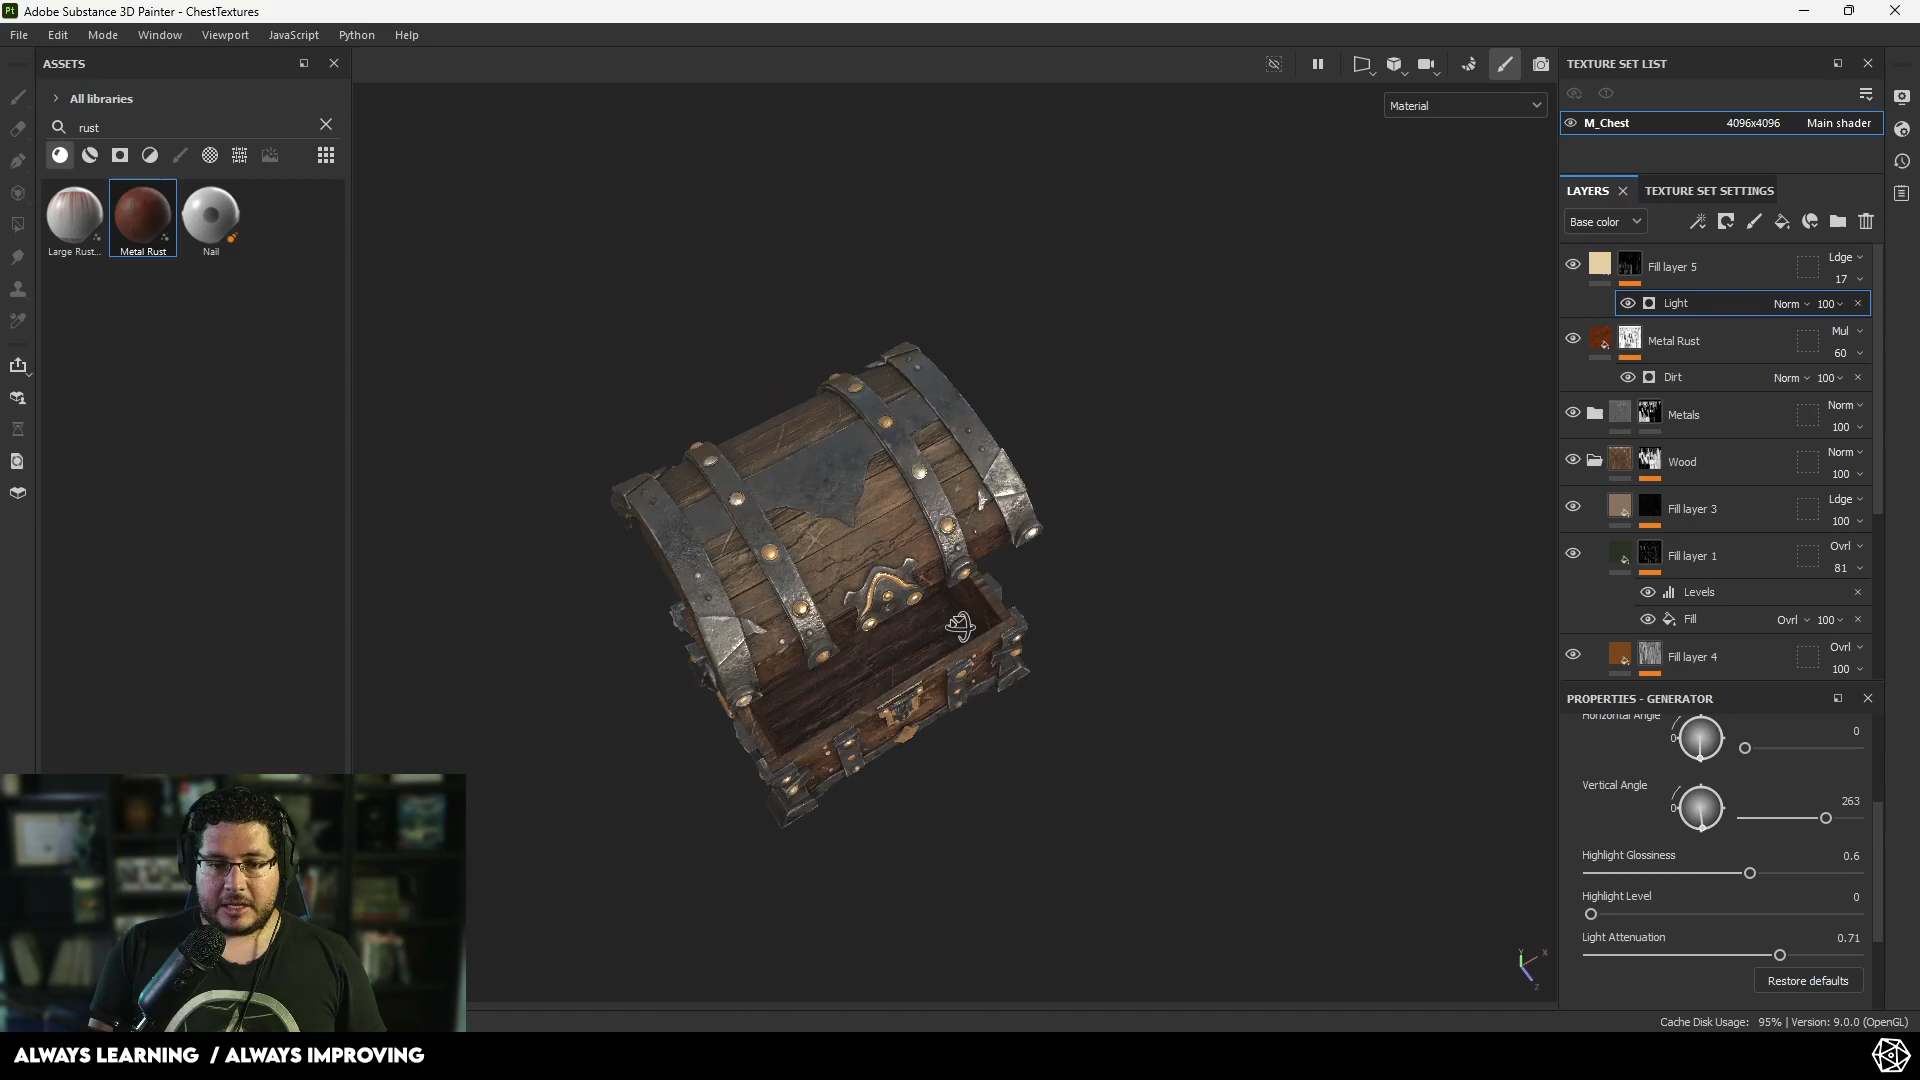 Pt Adobe Substance 3D Painter - ChestTextures
File Edit Mode Window Viewport JavaScript Python Help
ASSETS
All libraries
rust
Large Rust...
Metal Rust
Nail
Material
TEXTURE SET LIST
M_Chest 4096x4096 Main shader
LAYERS TEXTURE SET SETTINGS
Base color
Fill layer 5 Ldge 17
Light Norm 100
Metal Rust Mul 60
Dirt Norm 100
Metals Norm 100
Wood Norm 100
Fill layer 3 Ldge 100
Fill layer 1 Ovrl 81
Levels
Fill Ovrl 100
Fill layer 4 Ovrl 100
PROPERTIES - GENERATOR
Horizontal Angle 0 0
Vertical Angle 0 263
Highlight Glossiness 0.6
Highlight Level 0
Light Attenuation 0.71
Restore defaults
Y X Z
Cache Disk Usage: 95% | Version: 9.0.0 (OpenGL)
ALWAYS LEARNING / ALWAYS IMPROVING